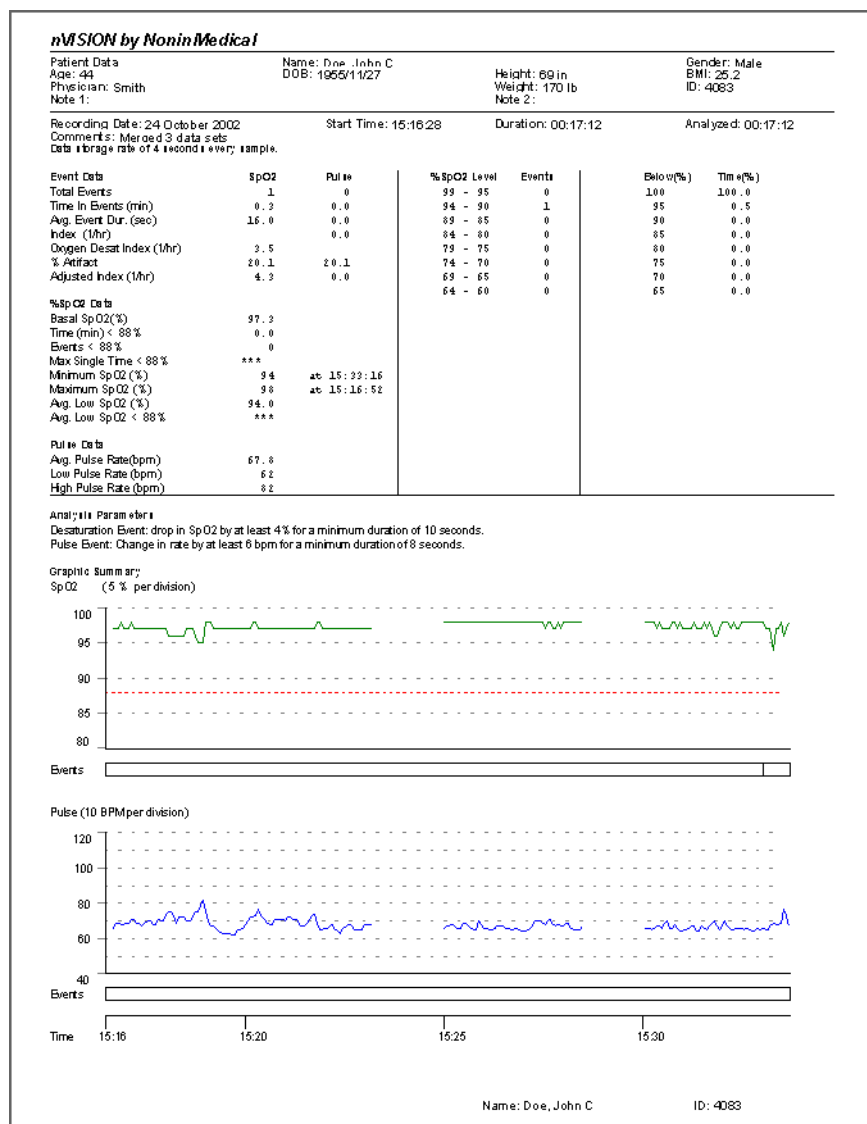 nVISION by Nonin Medical
Patient Data Name: Doe, John C Gender: Male
Age: 44 DOB: 1955/11/27 Height: 69 in BMI: 25.2
Physician: Smith Weight: 170 lb ID: 4083
Note 1: Note 2:
Recording Date: 24 October 2002 Start Time: 15:16:28 Duration: 00:17:12 Analyzed: 00:17:12
Comments: Merged 3 data sets
Data storage rate of 4 seconds every sample.
Event Data SpO2 Pulse %SpO2 Level Events Below(%) Time(%)
Total Events 1 0 99 - 95 0 100 100.0
Time In Events (min) 0.3 0.0 94 - 90 1 95 0.5
Avg. Event Dur. (sec) 16.0 0.0 89 - 85 0 90 0.0
Index (1/hr) 0.0 84 - 80 0 85 0.0
Oxygen Desat Index (1/hr) 3.5 79 - 75 0 80 0.0
% Artifact 20.1 20.1 74 - 70 0 75 0.0
Adjusted Index (1/hr) 4.3 0.0 69 - 65 0 70 0.0
64 - 60 0 65 0.0
%SpO2 Data
Basal SpO2(%) 97.3
Time (min) < 88% 0.0
Events < 88% 0
Max Single Time < 88% ***
Minimum SpO2 (%) 94 at 15:33:16
Maximum SpO2 (%) 98 at 15:16:52
Avg. Low SpO2 (%) 94.0
Avg. Low SpO2 < 88% ***
Pulse Data
Avg. Pulse Rate(bpm) 67.8
Low Pulse Rate (bpm) 62
High Pulse Rate (bpm) 82
Analysis Parameters
Desaturation Event: drop in SpO2 by at least 4% for a minimum duration of 10 seconds.
Pulse Event: Change in rate by at least 6 bpm for a minimum duration of 8 seconds.
Graphic Summary
SpO2 (5 % per division)
100
95
90
85
80
Events
Pulse (10 BPM per division)
120
100
80
60
40
Events
Time 15:16 15:20 15:25 15:30
Name: Doe, John C ID: 4083